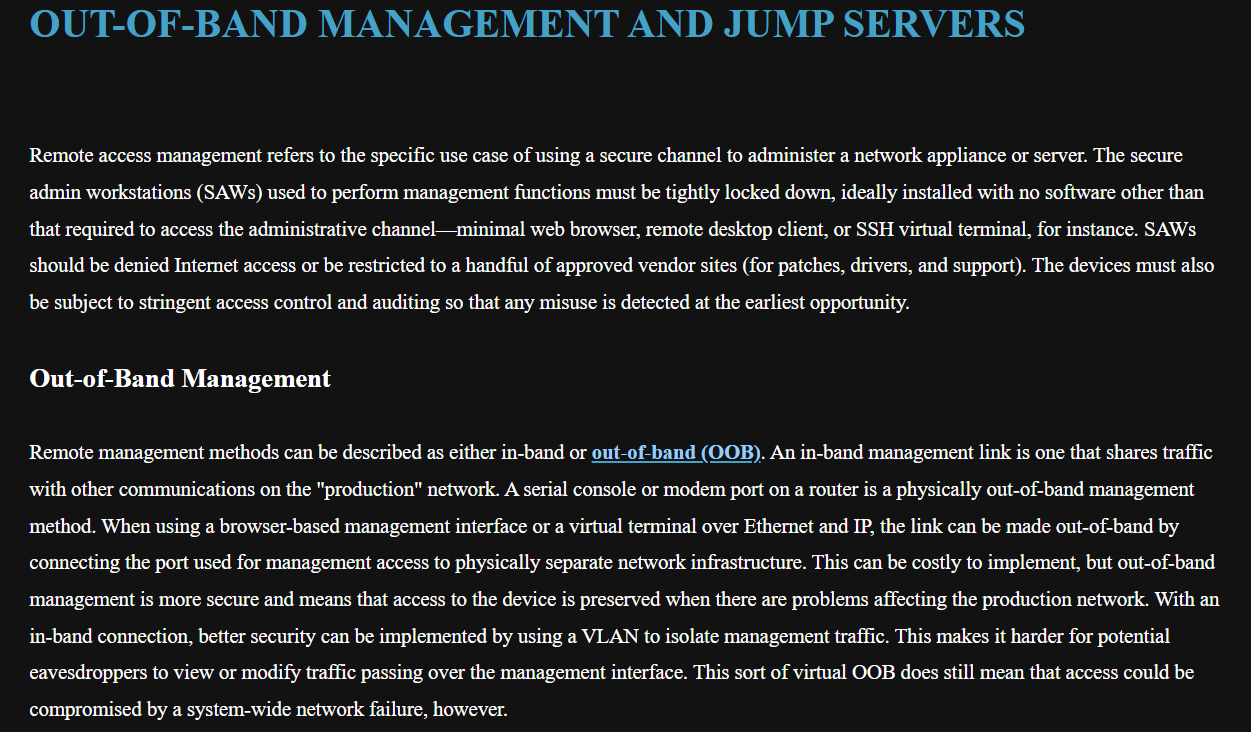 OUT-OF-BAND MANAGEMENT AND JUMP SERVERS
Remote access management refers to the specific use case of using a secure channel to administer a network appliance or server. The secure
admin workstations (SAWs) used to perform management functions must be tightly locked down, ideally installed with no software other than
that required to access the administrative channel—minimal web browser, remote desktop client, or SSH virtual terminal, for instance. SAWs
should be denied Internet access or be restricted to a handful of approved vendor sites (for patches, drivers, and support). The devices must also
be subject to stringent access control and auditing so that any misuse is detected at the earliest opportunity.
Out-of-Band Management
Remote management methods can be described as either in-band or out-of-band (OOB). An in-band management link is one that shares traffic
with other communications on the "production" network. A serial console or modem port on a router is a physically out-of-band management
method. When using a browser-based management interface or a virtual terminal over Ethernet and IP, the link can be made out-of-band by
connecting the port used for management access to physically separate network infrastructure. This can be costly to implement, but out-of-band
management is more secure and means that access to the device is preserved when there are problems affecting the production network. With an
in-band connection, better security can be implemented by using a VLAN to isolate management traffic. This makes it harder for potential
eavesdroppers to view or modify traffic passing over the management interface. This sort of virtual OOB does still mean that access could be
compromised by a system-wide network failure, however.